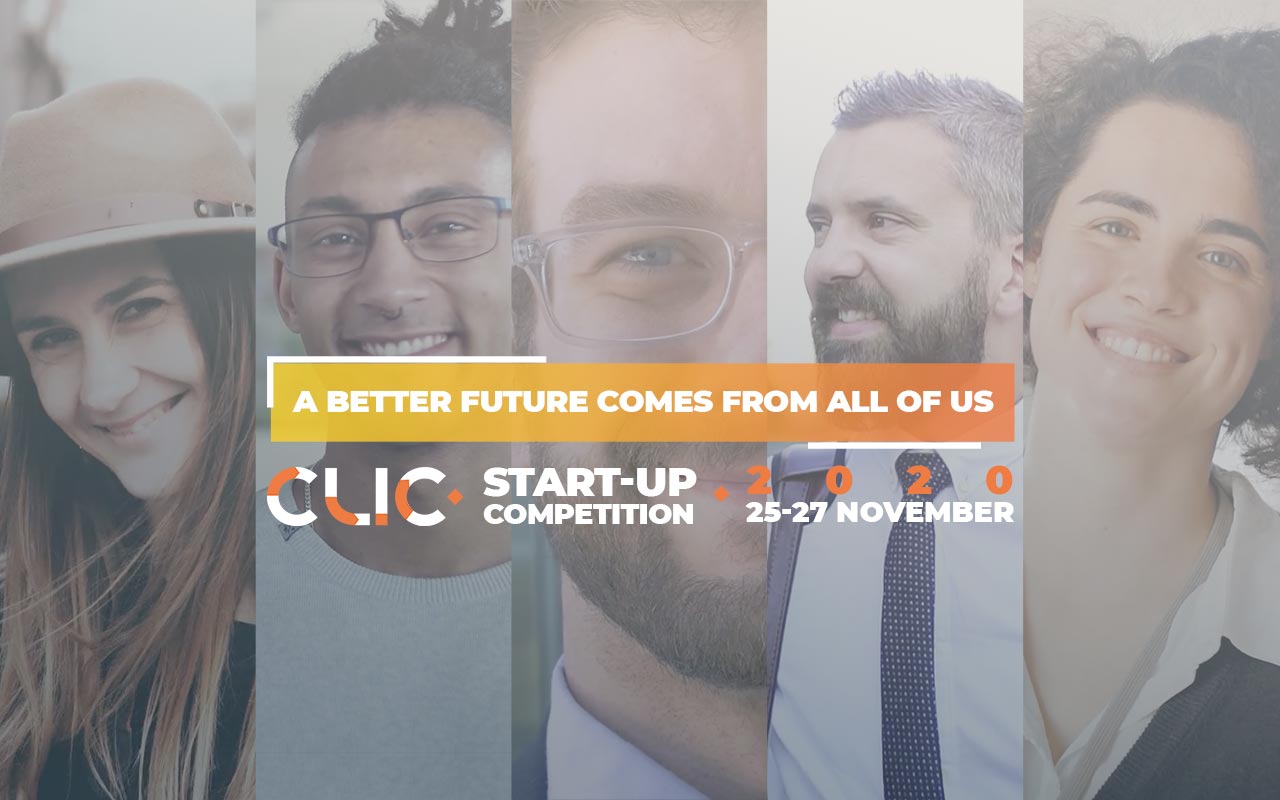 A BETTER FUTURE COMES FROM ALL OF US
CLIC START-UP 2020
COMPETITION 25-27 NOVEMBER